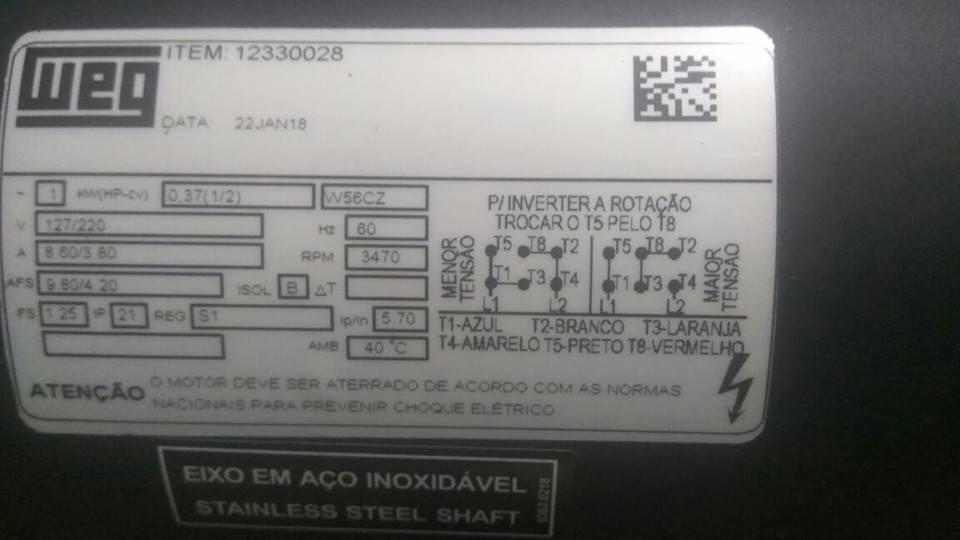 WEG
ITEM: 12330028
DATA 22JAN18
~ 1 KW(HP-cv) 0.37(1/2) W56CZ
V 127/220 HZ 60
A 8.60/3.80 RPM 3470
AFS 9.80/4.20 ISOL B ΔT
FS 1.25 IP 21 REG S1 Ip/In 5.70
AMB 40 °C
P/ INVERTER A ROTAÇÃO
TROCAR O T5 PELO T8
MENOR TENSÃO
T5 T8 T2
T1 T3 T4
L1 L2
T5 T8 T2
T1 T3 T4
L1 L2
MAIOR TENSÃO
T1-AZUL T2-BRANCO T3-LARANJA
T4-AMARELO T5-PRETO T8-VERMELHO
ATENÇÃO O MOTOR DEVE SER ATERRADO DE ACORDO COM AS NORMAS
NACIONAIS PARA PREVENIR CHOQUE ELÉTRICO
EIXO EM AÇO INOXIDÁVEL
STAINLESS STEEL SHAFT